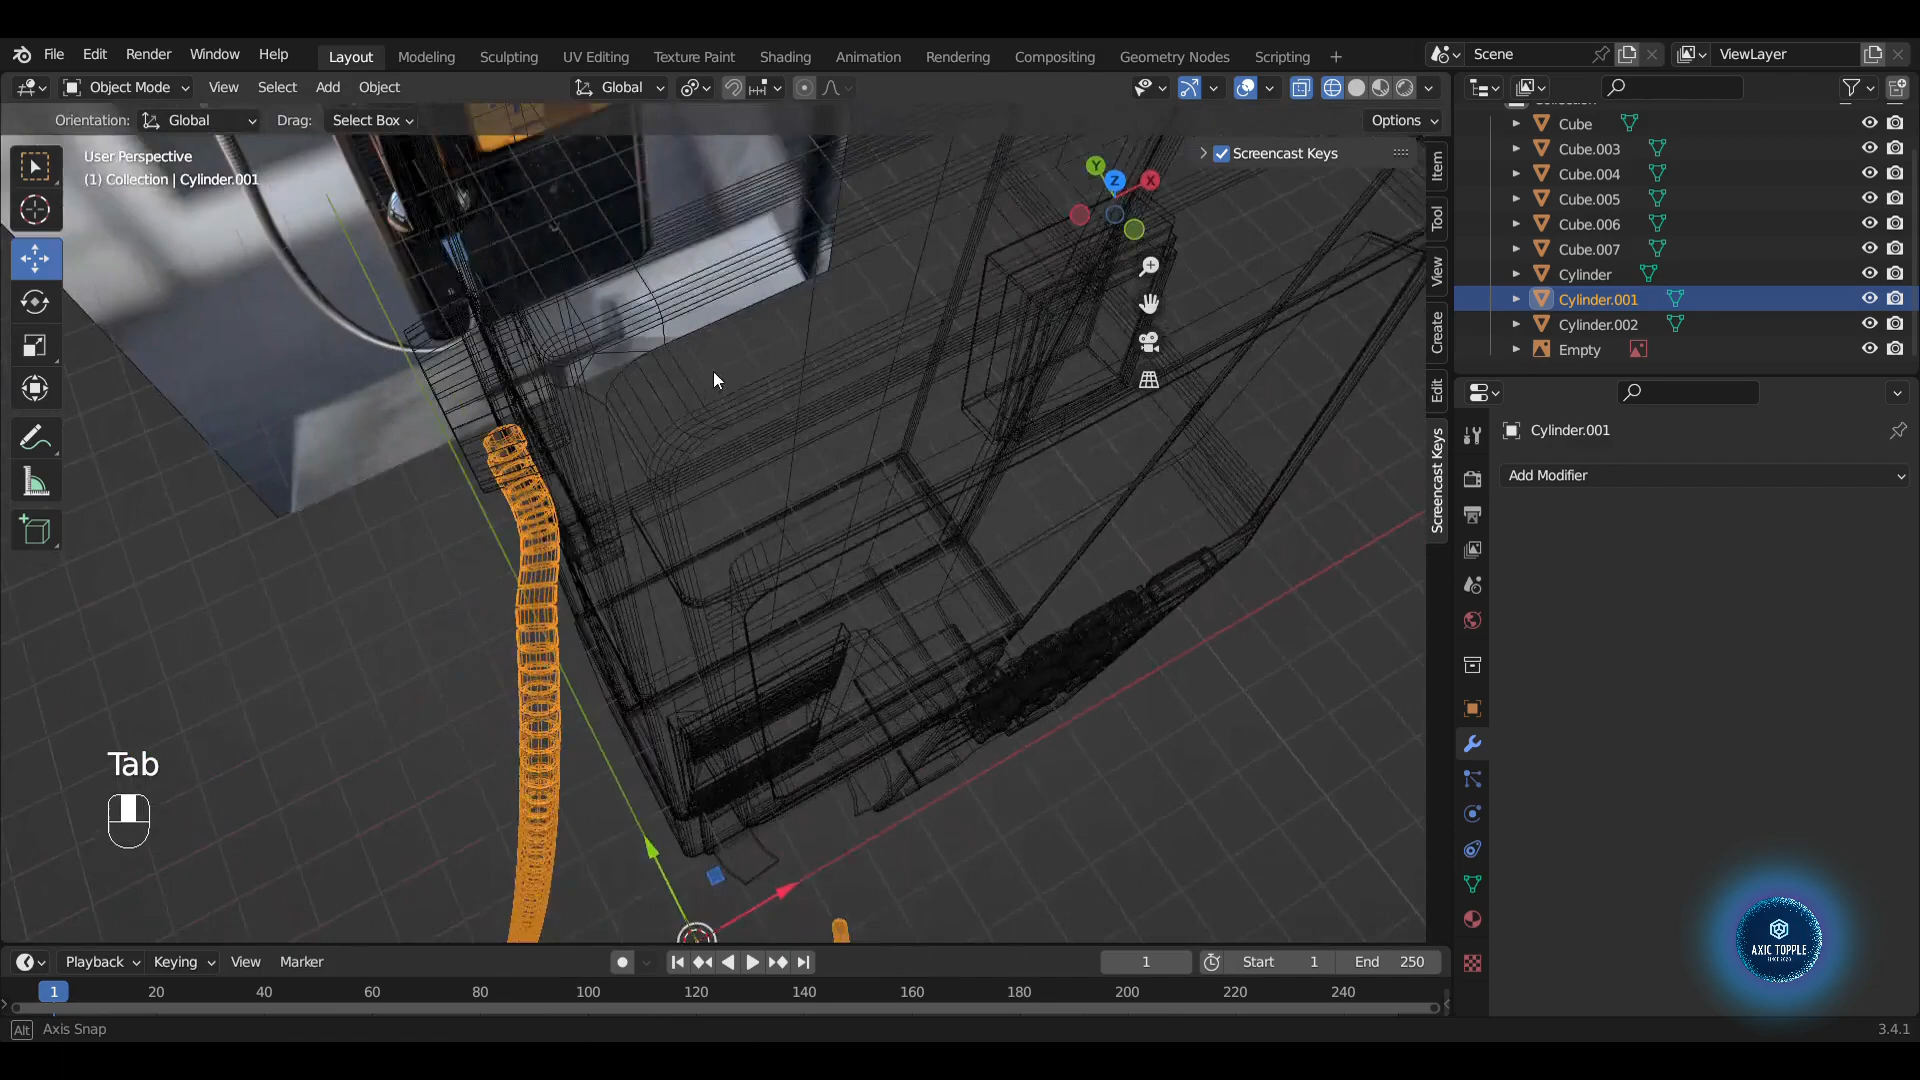 File Edit Render Window Help Layout Modeling Sculpting UV Editing Texture Paint Shading Animation Rendering Compositing Geometry Nodes Scripting + Scene ViewLayer
Object Mode View Select Add Object Global
Orientation: Global Drag: Select Box Options
User Perspective
(1) Collection | Cylinder.001
Screencast Keys
Y
Z
X
Item
Tool
View
Create
Edit
Screencast Keys
Collection
Cube
Cube.003
Cube.004
Cube.005
Cube.006
Cube.007
Cylinder
Cylinder.001
Cylinder.002
Empty
Cylinder.001
Add Modifier
Tab
AXIC TOPPLE
SINCE 2020
Playback Keying View Marker 1 Start 1 End 250
1 20 40 60 80 100 120 140 160 180 200 220 240
Alt Axis Snap 3.4.1